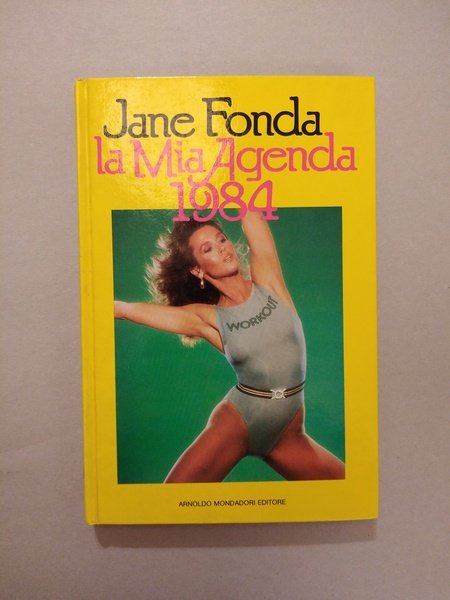 Jane Fonda
la Mia Agenda
1984
WORKOUT
ARNOLDO MONDADORI EDITORE